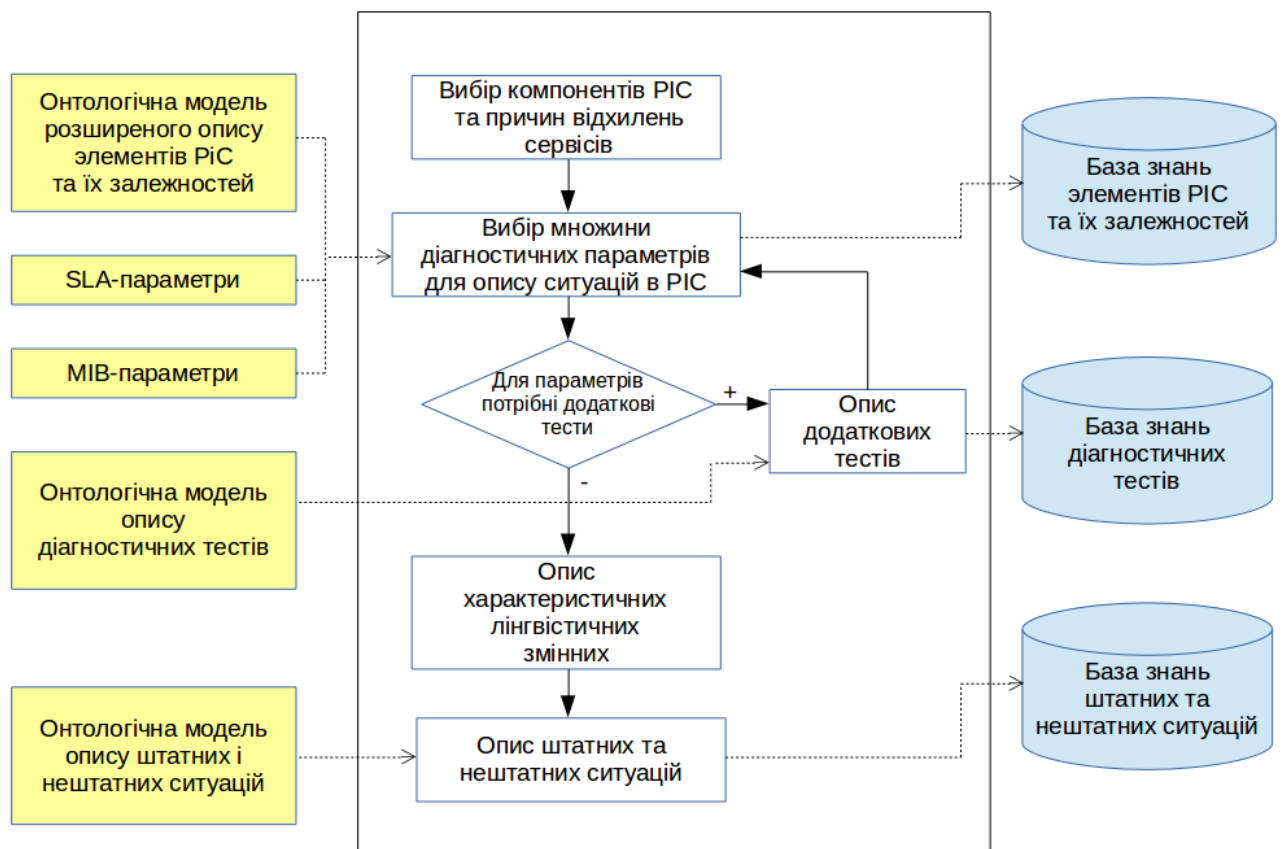 Онтологічна модель
розширеного опису
элементів РіС
та їх залежностей
SLA-параметри
MIB-параметри
Онтологічна модель
опису
діагностичних тестів
Онтологічна модель
опису штатних і
нештатних ситуацій
Вибір компонентів РІС
та причин відхилень
сервісів
Вибір множини
діагностичних параметрів
для опису ситуацій в РІС
Для параметрів
потрібні додаткові
тести
+
-
Опис
додаткових
тестів
Опис
характеристичних
лінгвістичних
змінних
Опис штатних та
нештатних ситуацій
База знань
элементів РІС
та їх залежностей
База знань
діагностичних
тестів
База знань
штатних та
нештатних ситуацій